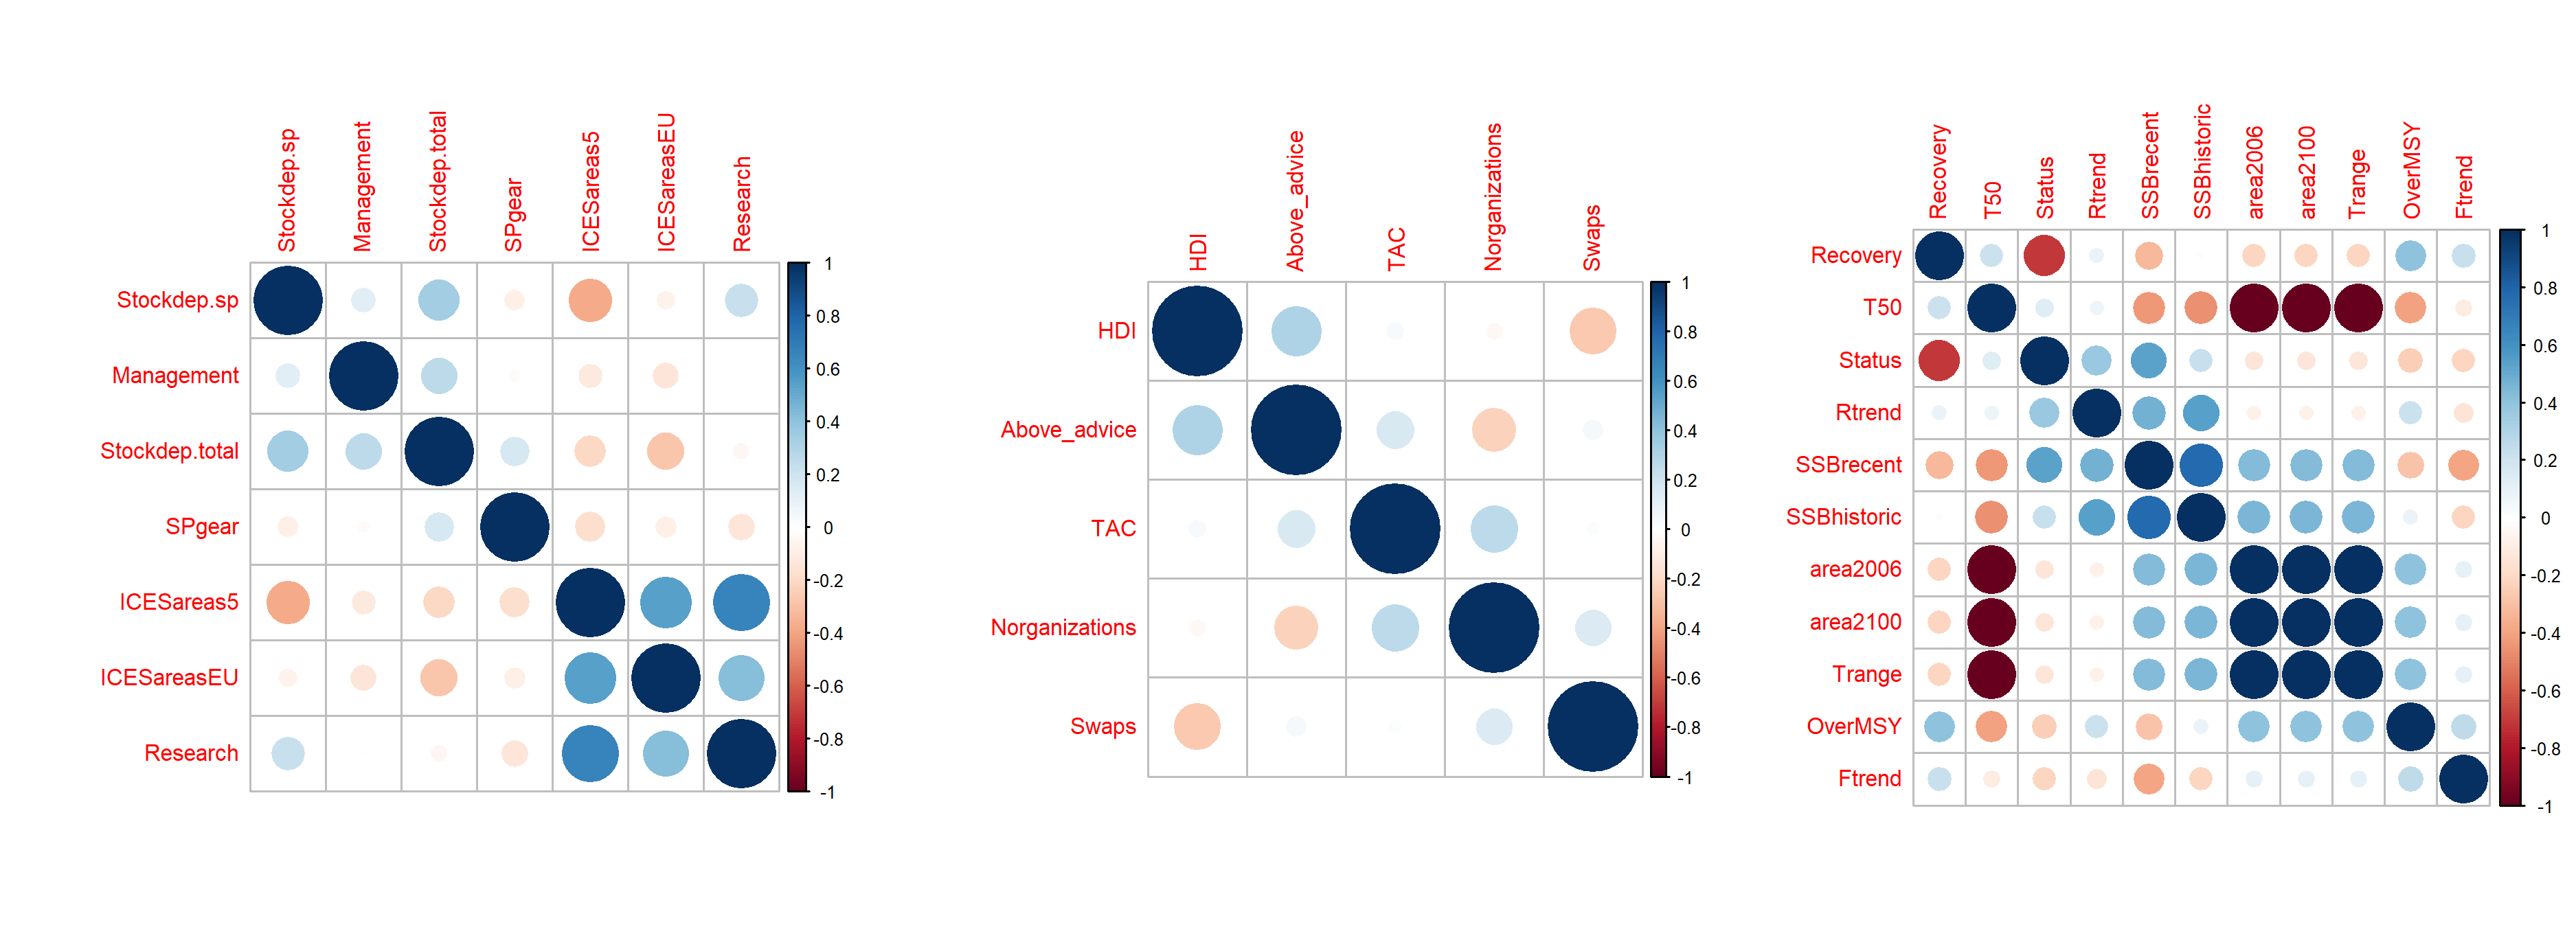 Stockdep.sp
Management
Stockdep.total
SPgear
ICESareas5
ICESareasEU
Research
Stockdep.sp
Management
Stockdep.total
SPgear
ICESareas5
ICESareasEU
Research
1
0.8
0.6
0.4
0.2
0
-0.2
-0.4
-0.6
-0.8
-1
HDI
Above_advice
TAC
Norganizations
Swaps
HDI
Above_advice
TAC
Norganizations
Swaps
1
0.8
0.6
0.4
0.2
0
-0.2
-0.4
-0.6
-0.8
-1
Recovery
T50
Status
Rtrend
SSBrecent
SSBhistoric
area2006
area2100
Trange
OverMSY
Ftrend
Recovery
T50
Status
Rtrend
SSBrecent
SSBhistoric
area2006
area2100
Trange
OverMSY
Ftrend
1
0.8
0.6
0.4
0.2
0
-0.2
-0.4
-0.6
-0.8
-1